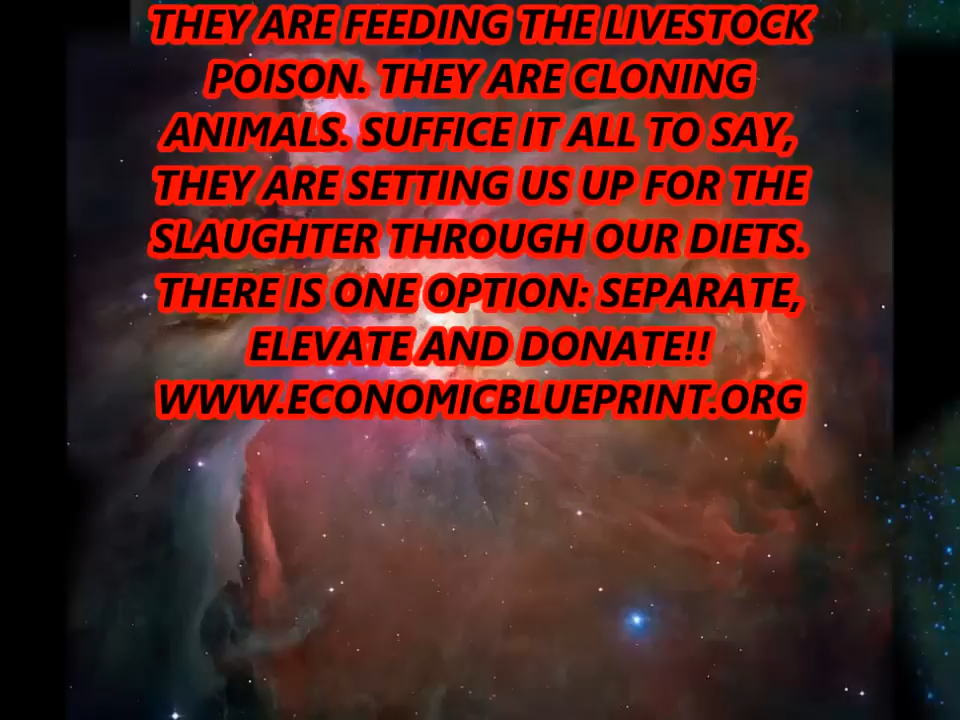 THEY ARE FEEDING THE LIVESTOCK
POISON. THEY ARE CLONING
ANIMALS. SUFFICE IT ALL TO SAY,
THEY ARE SETTING US UP FOR THE
SLAUGHTER THROUGH OUR DIETS.
THERE IS ONE OPTION: SEPARATE,
ELEVATE AND DONATE!!
WWW.ECONOMICBLUEPRINT.ORG